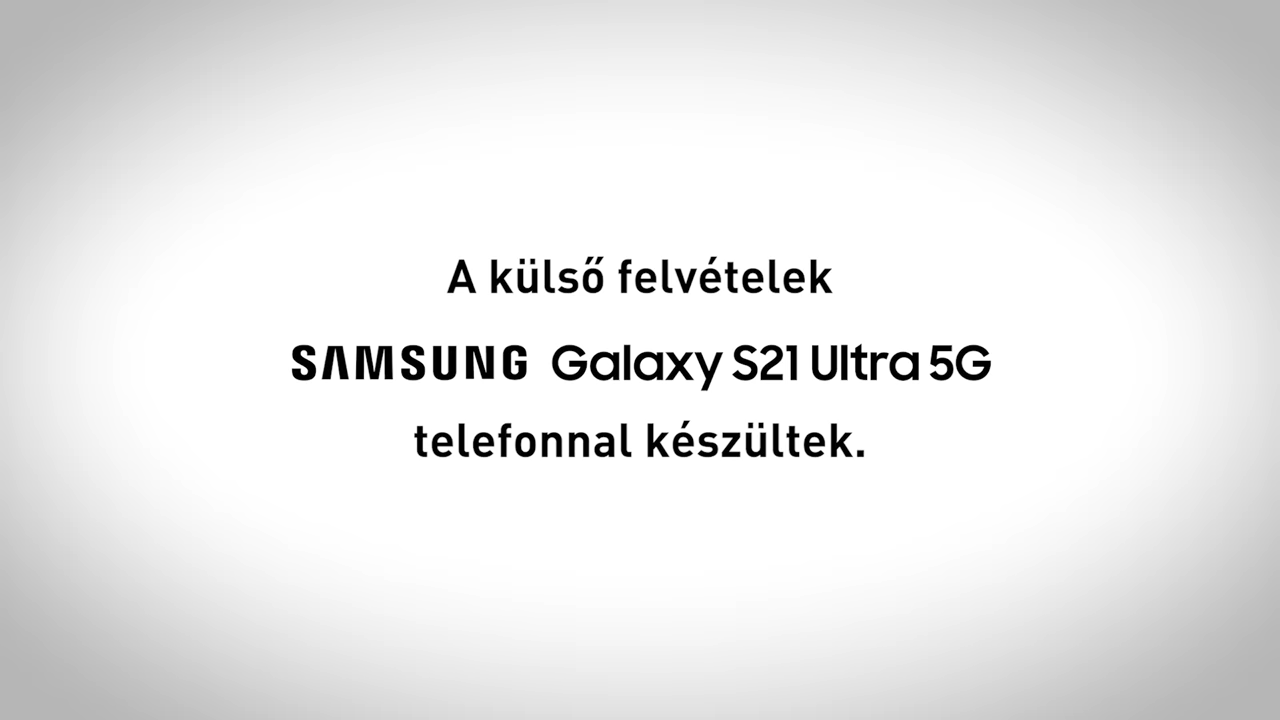 A külső felvételek
SAMSUNG Galaxy S21 Ultra 5G
telefonnal készültek.